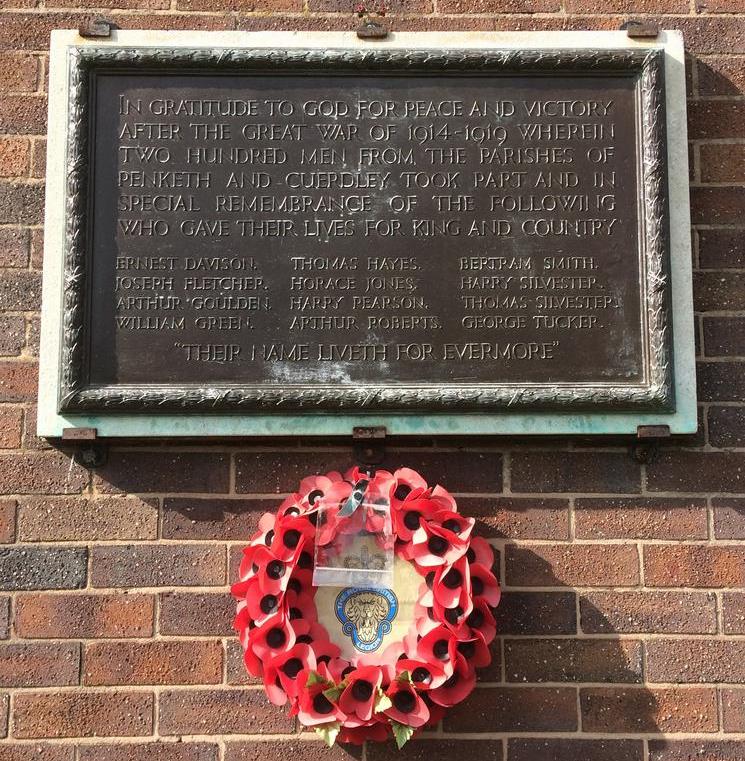 IN GRATITUDE TO GOD FOR PEACE AND VICTORY
AFTER THE GREAT WAR OF 1914-1919 WHEREIN
TWO HUNDRED MEN FROM THE PARISHES OF
PENKETH AND CUERDLEY TOOK PART AND IN
SPECIAL REMEMBRANCE OF THE FOLLOWING
WHO GAVE THEIR LIVES FOR KING AND COUNTRY
ERNEST DAVISON. THOMAS HAYES. BERTRAM SMITH.
JOSEPH FLETCHER. HORACE JONES. HARRY SILVESTER.
ARTHUR GOULDEN. HARRY PEARSON. THOMAS SILVESTER.
WILLIAM GREEN. ARTHUR ROBERTS. GEORGE TUCKER.
"THEIR NAME LIVETH FOR EVERMORE"
LEGION